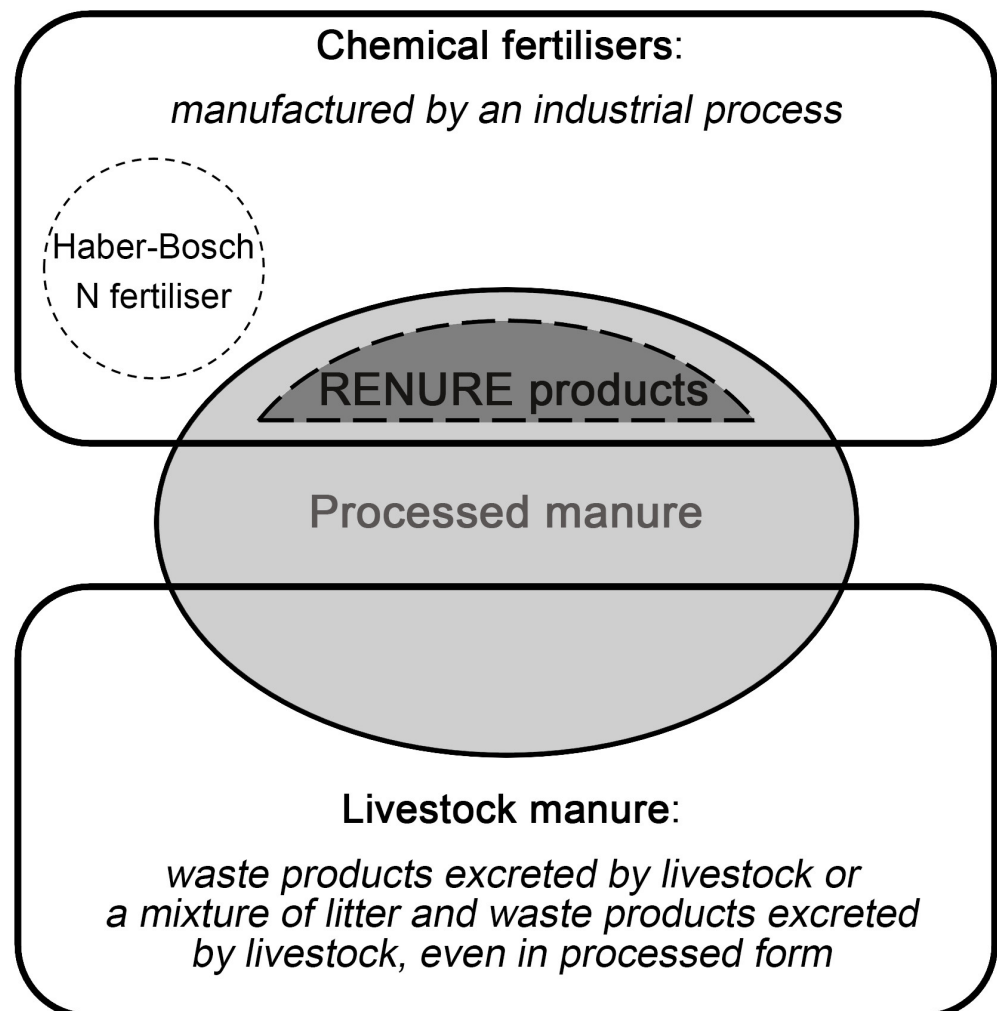 Chemical fertilisers:
manufactured by an industrial process
Haber-Bosch
N fertiliser
RENURE products
Processed manure
Livestock manure:
waste products excreted by livestock or
a mixture of litter and waste products excreted
by livestock, even in processed form